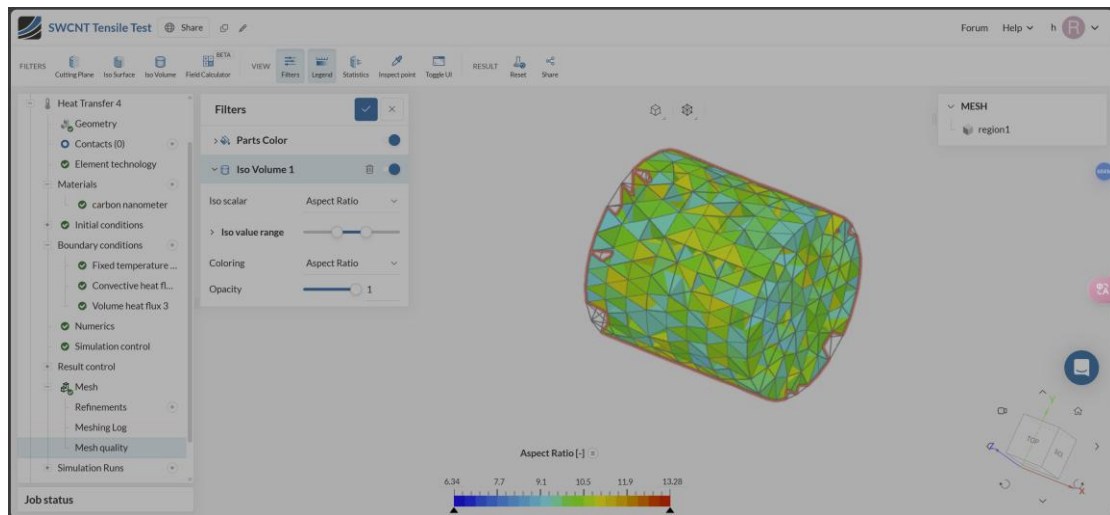 SWCNT Tensile Test Share
Forum Help h R
FILTERS Cutting Plane Iso Surface Iso Volume BETA Field Calculator VIEW Filters Legend Statistics Inspect point Toggle UI RESULT Reset Share
Heat Transfer 4
Geometry
Contacts (0)
Element technology
Materials
carbon nanometer
Initial conditions
Boundary conditions
Fixed temperature ...
Convective heat fl...
Volume heat flux 3
Numerics
Simulation control
Result control
Mesh
Refinements
Meshing Log
Mesh quality
Simulation Runs
Job status
Filters
Parts Color
Iso Volume 1
Iso scalar Aspect Ratio
Iso value range
Coloring Aspect Ratio
Opacity 1
MESH
region1
Aspect Ratio [-]
6.34 7.7 9.1 10.5 11.9 13.28
Y
TOP
Z
X